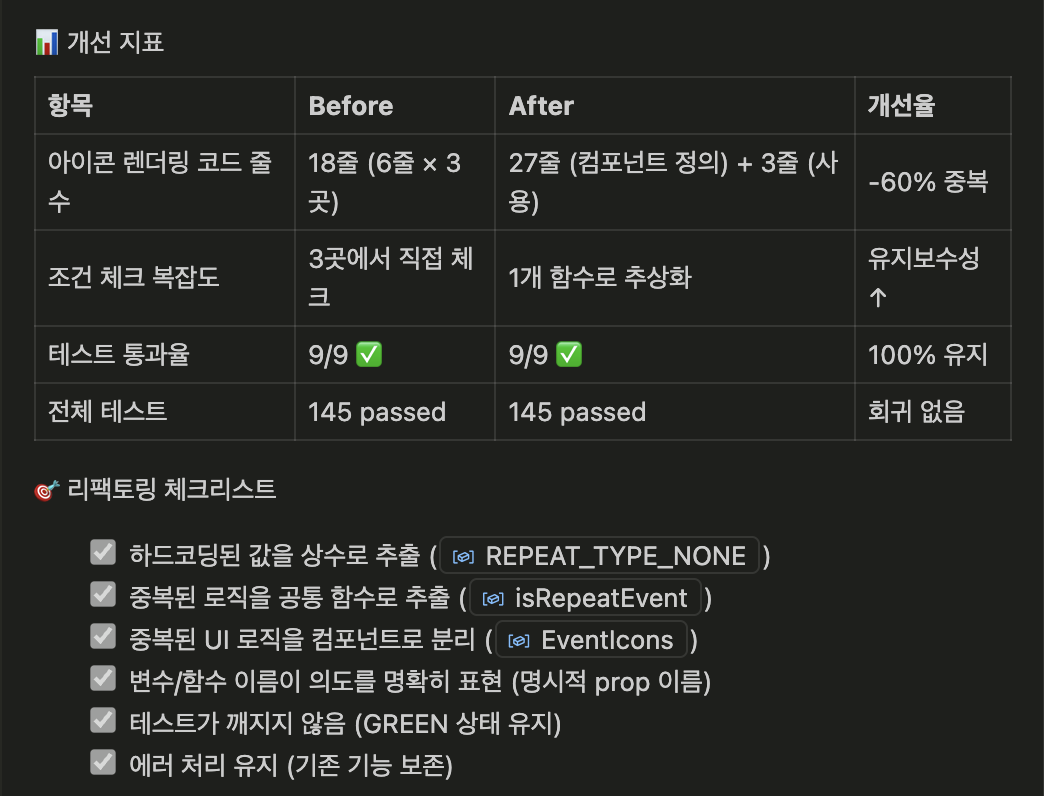 📊 개선 지표
항목 Before After 개선율
아이콘 렌더링 코드 줄 수 18줄 (6줄 × 3곳) 27줄 (컴포넌트 정의) + 3줄 (사용) -60% 중복
조건 체크 복잡도 3곳에서 직접 체크 1개 함수로 추상화 유지보수성 ↑
테스트 통과율 9/9 ✅ 9/9 ✅ 100% 유지
전체 테스트 145 passed 145 passed 회귀 없음
🎯 리팩토링 체크리스트
하드코딩된 값을 상수로 추출 (REPEAT_TYPE_NONE)
중복된 로직을 공통 함수로 추출 (isRepeatEvent)
중복된 UI 로직을 컴포넌트로 분리 (EventIcons)
변수/함수 이름이 의도를 명확히 표현 (명시적 prop 이름)
테스트가 깨지지 않음 (GREEN 상태 유지)
에러 처리 유지 (기존 기능 보존)